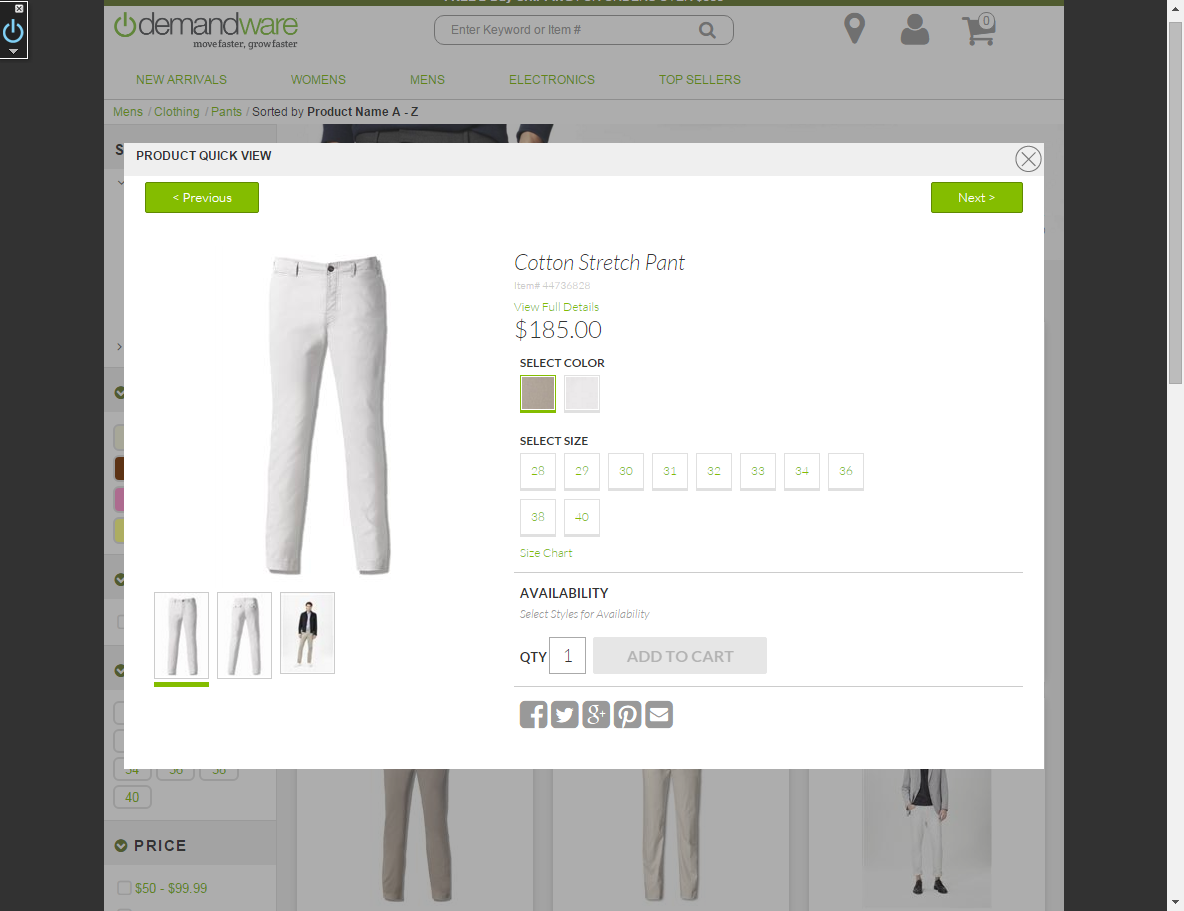 demandware
move faster, grow faster
Enter Keyword or Item #
0
NEW ARRIVALS
WOMENS
MENS
ELECTRONICS
TOP SELLERS
Mens / Clothing / Pants / Sorted by Product Name A - Z
S
PRODUCT QUICK VIEW
< Previous
Next >
Cotton Stretch Pant
Item# 44736828
View Full Details
$185.00
SELECT COLOR
SELECT SIZE
28 29 30 31 32 33 34 36
38 40
Size Chart
AVAILABILITY
Select Styles for Availability
QTY 1 ADD TO CART
40
PRICE
$50 - $99.99